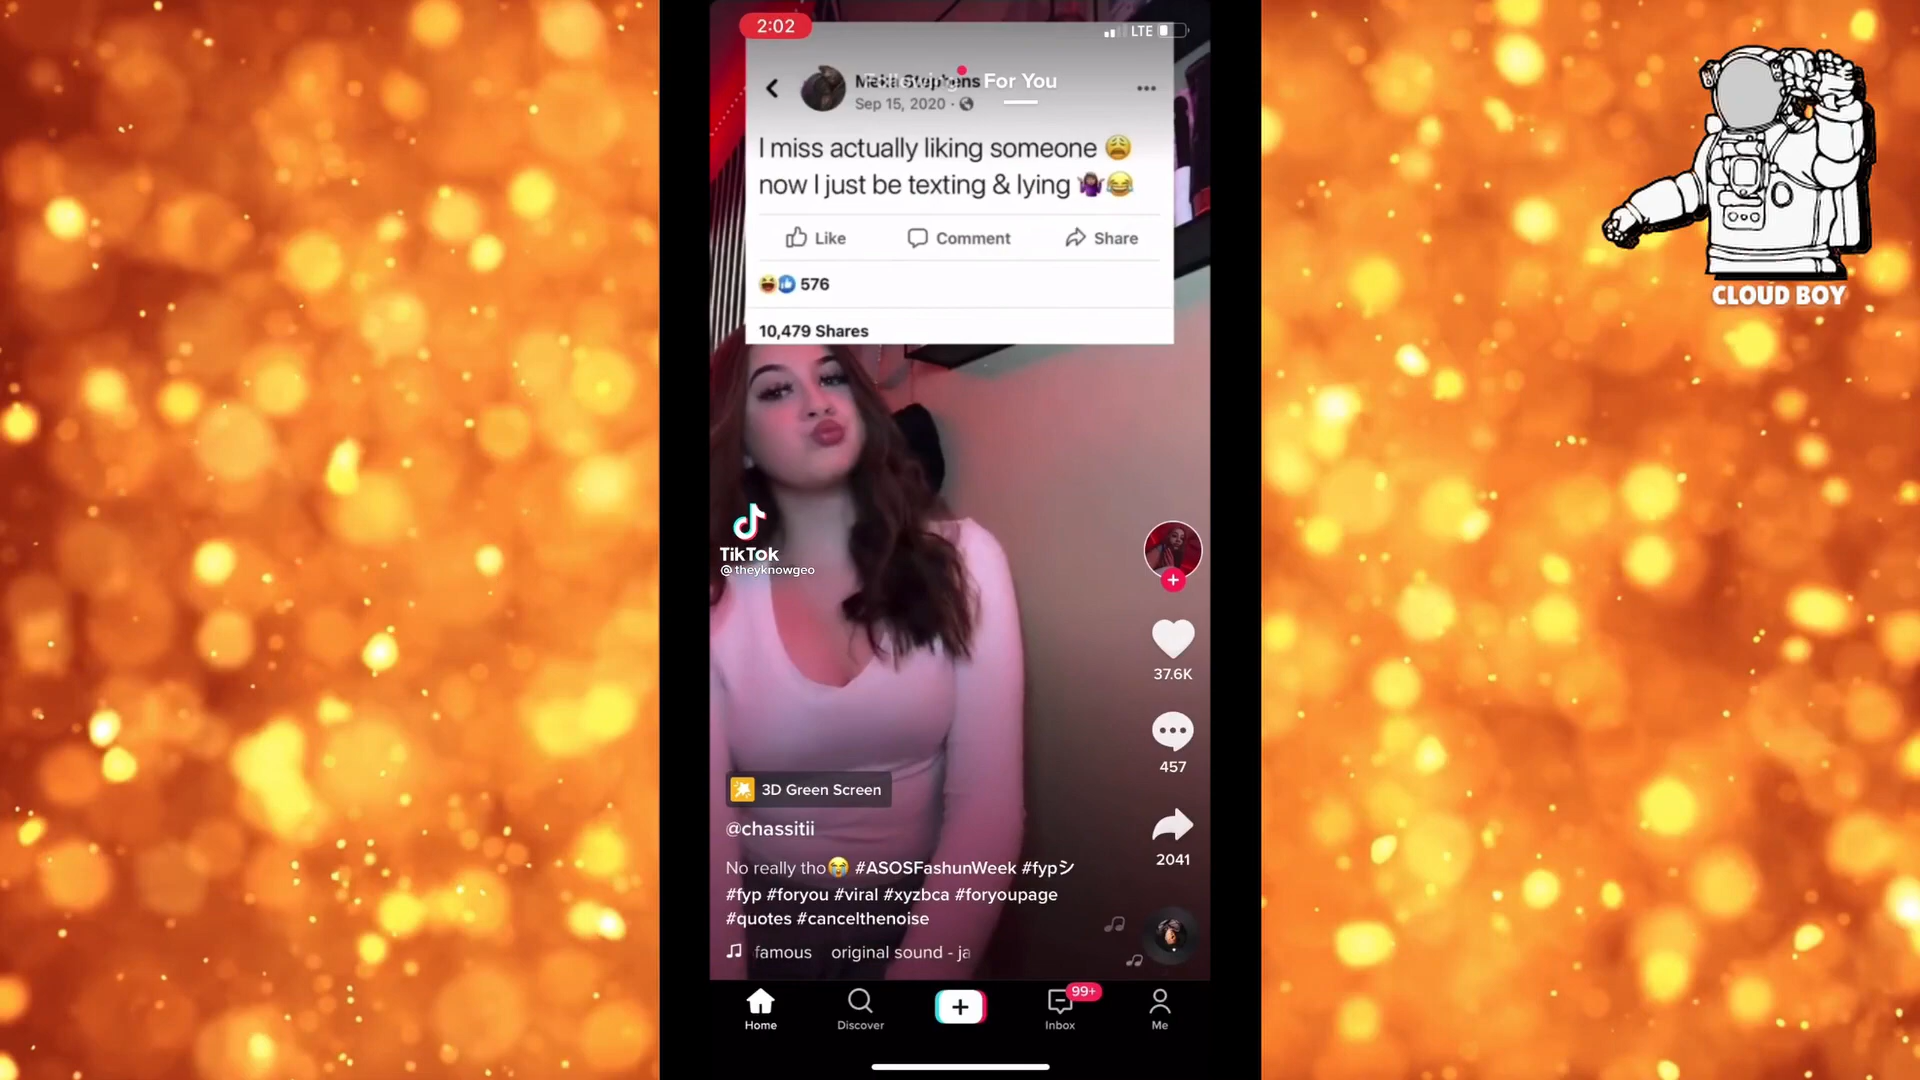 2:02
LTE
For You
Sep 15, 2020
I miss actually liking someone 😩
now I just be texting & lying 🤷🏾‍♀️😂
Like Comment Share
576
10,479 Shares
CLOUD BOY
TikTok
@theyknowgeo
37.6K
457
2041
3D Green Screen
@chassitii
No really tho😭 #ASOSFashunWeek #fypシ
#fyp #foryou #viral #xyzbca #foryoupage
#quotes #cancelthenoise
famous original sound - ja
99+
Home Discover Inbox Me